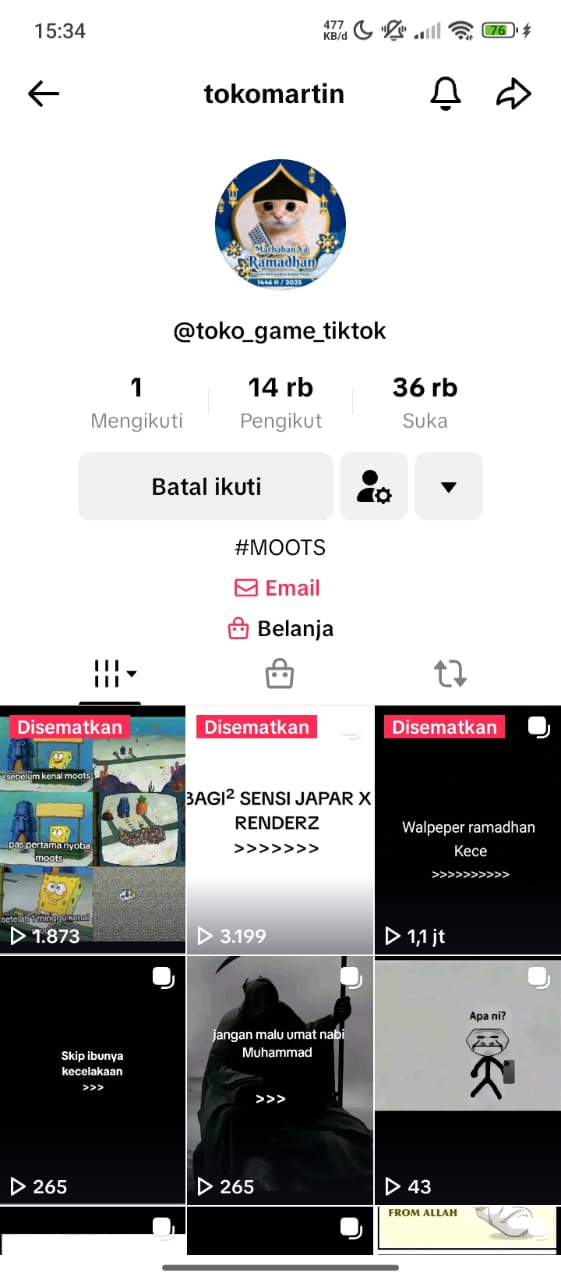 15:34
477
KB/d
76
tokomartin
Marhaban Ya
Ramadhan
1446 H / 2025
@toko_game_tiktok
1
Mengikuti
14 rb
Pengikut
36 rb
Suka
Batal ikuti
#MOOTS
Email
Belanja
Disematkan
sebelum kenal moots
pas pertama nyoba
moots
setelah 1 minggu kenal
1.873
Disematkan
BAGI² SENSI JAPAR X
RENDERZ
>>>>>>>
3.199
Disematkan
Walpeper ramadhan
Kece
>>>>>>>>>>
1,1 jt
Skip ibunya
kecelakaan
>>>
265
jangan malu umat nabi
Muhammad
>>>
265
Apa ni?
43
FROM ALLAH